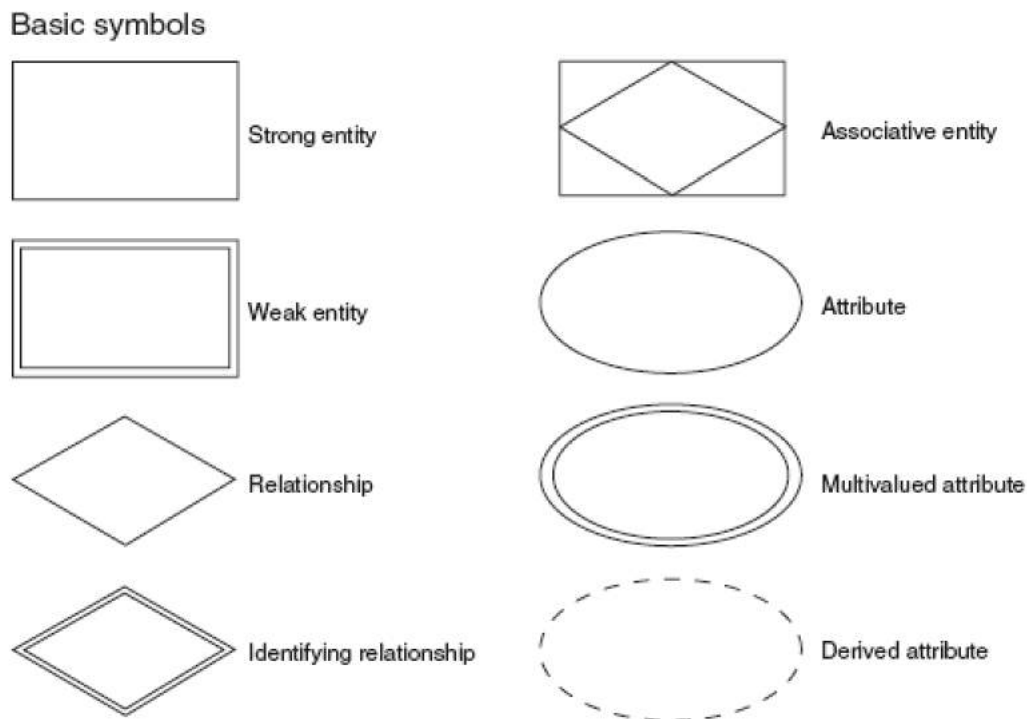 Basic symbols
Strong entity
Associative entity
Weak entity
Attribute
Relationship
Multivalued attribute
Identifying relationship
Derived attribute